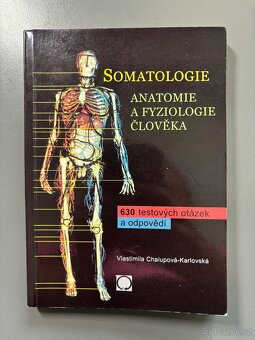 SOMATOLOGIE
ANATOMIE
A FYZIOLOGIE
ČLOVĚKA
630 testových otázek
a odpovědí
Vlastimila Chalupová-Karlovská